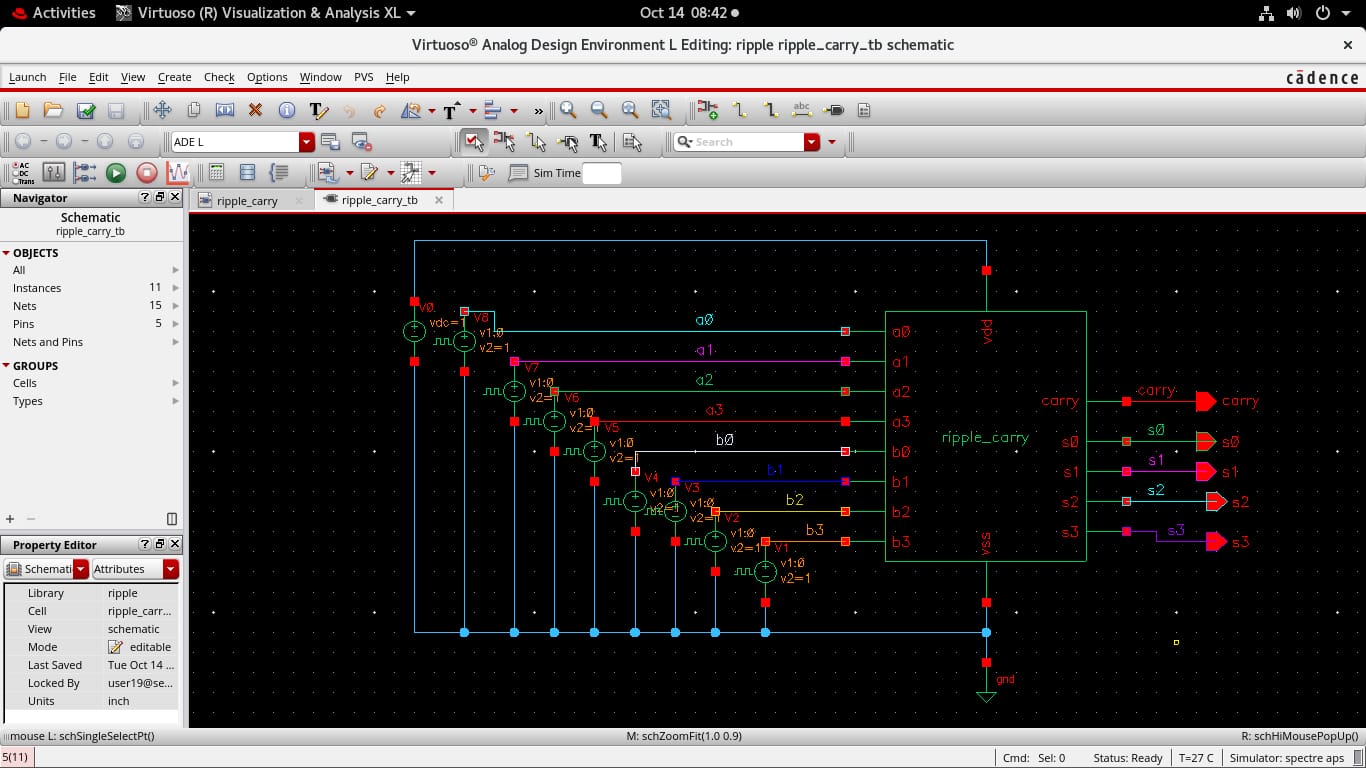 Activities Virtuoso (R) Visualization & Analysis XL Oct 14 08:42
Virtuoso® Analog Design Environment L Editing: ripple ripple_carry_tb schematic
Launch File Edit View Create Check Options Window PVS Help cādence
abc
ADE L Search
AC
DC
Trans
Sim Time
Navigator ripple_carry ripple_carry_tb
Schematic
ripple_carry_tb
OBJECTS
All
Instances 11
Nets 15
Pins 5
Nets and Pins
GROUPS
Cells
Types
Property Editor
Schemati Attributes
Library ripple
Cell ripple_carr...
View schematic
Mode editable
Last Saved Tue Oct 14 ...
Locked By user19@se...
Units inch
V0
vdc=1
V8
v1:0
v2=1
V7
v1:0
v2=1
V6
v1:0
v2=
V5
v1:0
v2=1
V4
v1:0
v2=1
V3
v1:0
v2=1
V2
v1:0
v2=1
V1
v1:0
v2=1
a0 a0
a1 a1
a2 a2
a3 a3
b0 b0
b1 b1
b2 b2
b3 b3
vdd
ripple_carry
vss
carry carry carry
s0 s0 s0
s1 s1 s1
s2 s2 s2
s3 s3 s3
gnd
mouse L: schSingleSelectPt() M: schZoomFit(1.0 0.9) R: schHiMousePopUp()
5(11) Cmd: Sel: 0 Status: Ready T=27 C Simulator: spectre aps